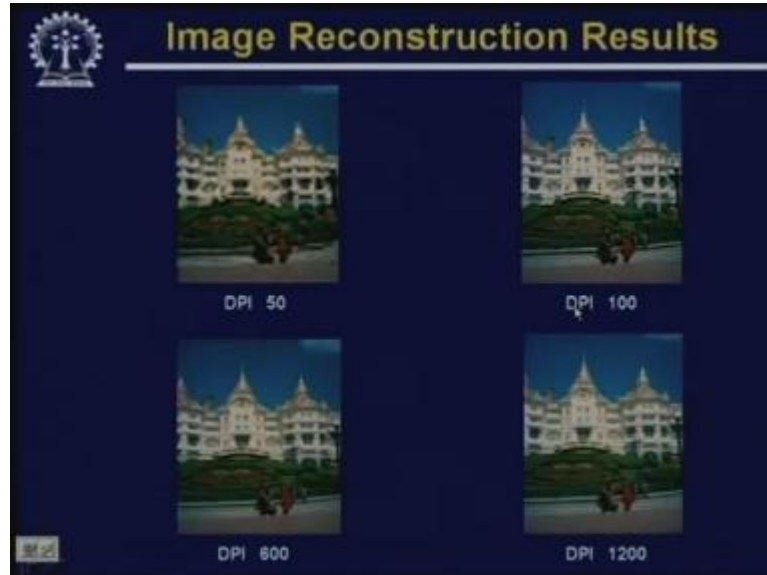 Image Reconstruction Results
DPI 50
DPI 100
DPI 600
DPI 1200